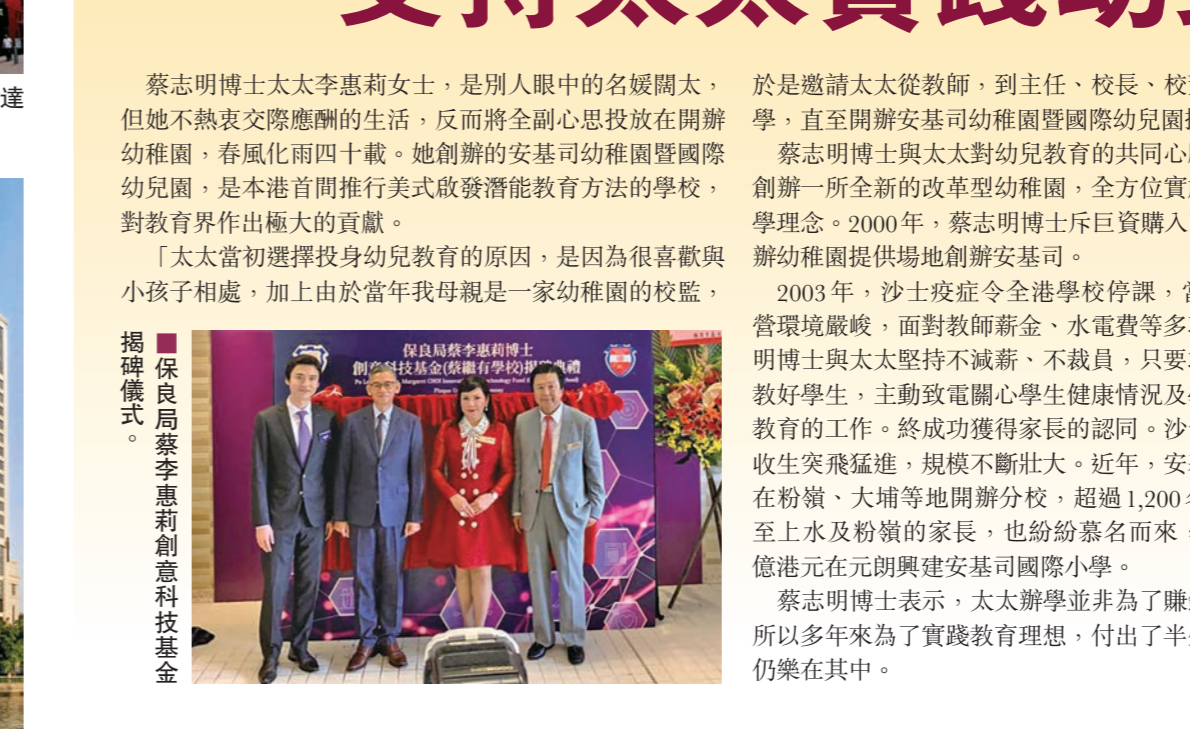 達
支持太太實踐幼
蔡志明博士太太李惠莉女士，是別人眼中的名媛闊太，
但她不熱衷交際應酬的生活，反而將全副心思投放在開辦
幼稚園，春風化雨四十載。她創辦的安基司幼稚園暨國際
幼兒園，是本港首間推行美式啟發潛能教育方法的學校，
對教育界作出極大的貢獻。
「太太當初選擇投身幼兒教育的原因，是因為很喜歡與
小孩子相處，加上由於當年我母親是一家幼稚園的校監，
於是邀請太太從教師，到主任、校長、校
學，直至開辦安基司幼稚園暨國際幼兒園
蔡志明博士與太太對幼兒教育的共同心
創辦一所全新的改革型幼稚園，全方位實
學理念。2000年，蔡志明博士斥巨資購入
辦幼稚園提供場地創辦安基司。
2003年，沙士疫症令全港學校停課，
營環境嚴峻，面對教師薪金、水電費等多
明博士與太太堅持不減薪、不裁員，只要
教好學生，主動致電關心學生健康情況及
教育的工作。終成功獲得家長的認同。沙
收生突飛猛進，規模不斷壯大。近年，安
在粉嶺、大埔等地開辦分校，超過1,200
至上水及粉嶺的家長，也紛紛慕名而來
億港元在元朗興建安基司國際小學。
蔡志明博士表示，太太辦學並非為了賺
所以多年來為了實踐教育理想，付出了半
仍樂在其中。
■保良局蔡李惠莉創意科技基金
揭碑儀式。
保良局蔡李惠莉博士
創意科技基金(蔡繼有學校)揭碑典禮